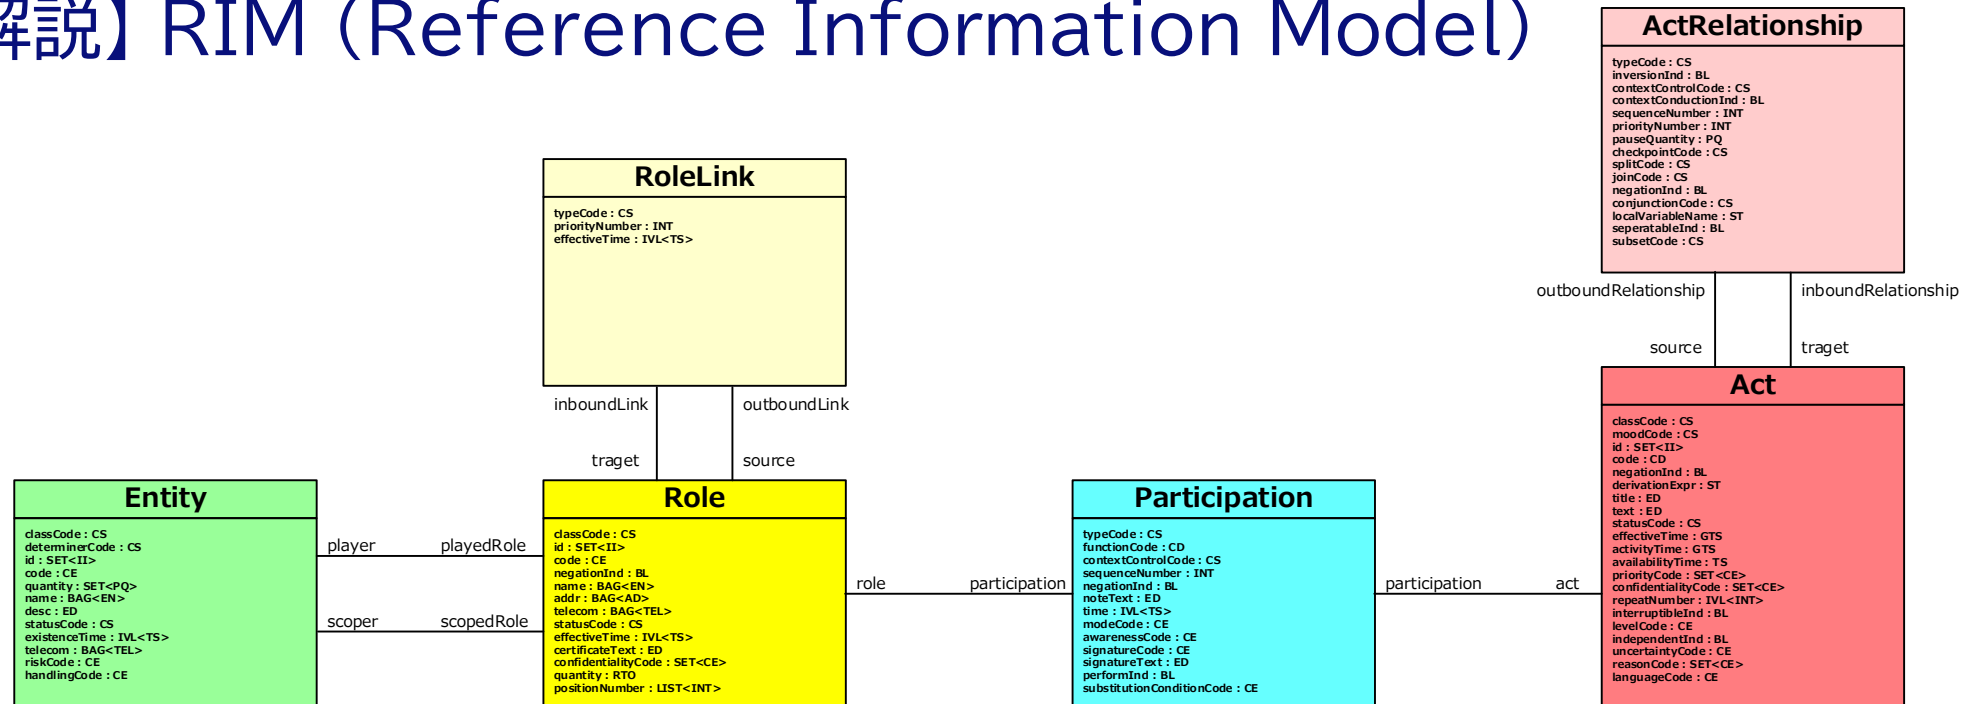 解説】RIM（Reference Information Model）
ActRelationship
typeCode : CS
inversionInd : BL
contextControlCode : CS
contextConductionInd : BL
sequenceNumber : INT
priorityNumber : INT
pauseQuantity : PQ
checkpointCode : CS
splitCode : CS
joinCode : CS
negationInd : BL
conjunctionCode : CS
localVariableName : ST
seperatableInd : BL
subsetCode : CS
outboundRelationship
inboundRelationship
source
traget
RoleLink
typeCode : CS
priorityNumber : INT
effectiveTime : IVL<TS>
inboundLink
outboundLink
traget
source
Entity
classCode : CS
determinerCode : CS
id : SET<II>
code : CE
quantity : SET<PQ>
name : BAG<EN>
desc : ED
statusCode : CS
existenceTime : IVL<TS>
telecom : BAG<TEL>
riskCode : CE
handlingCode : CE
player
playedRole
scoper
scopedRole
Role
classCode : CS
id : SET<II>
code : CE
negationInd : BL
name : BAG<EN>
addr : BAG<AD>
telecom : BAG<TEL>
statusCode : CS
effectiveTime : IVL<TS>
certificateText : ED
confidentialityCode : SET<CE>
quantity : RTO
positionNumber : LIST<INT>
role
participation
Participation
typeCode : CS
functionCode : CD
contextControlCode : CS
sequenceNumber : INT
negationInd : BL
noteText : ED
time : IVL<TS>
modeCode : CE
awarenessCode : CE
signatureCode : CE
signatureText : ED
performInd : BL
substitutionConditionCode : CE
participation
act
Act
classCode : CS
moodCode : CS
id : SET<II>
code : CD
negationInd : BL
derivationExpr : ST
title : ED
text : ED
statusCode : CS
effectiveTime : GTS
activityTime : GTS
availabilityTime : TS
priorityCode : SET<CE>
confidentialityCode : SET<CE>
repeatNumber : IVL<INT>
interruptibleInd : BL
levelCode : CE
independentInd : BL
uncertaintyCode : CE
reasonCode : SET<CE>
languageCode : CE